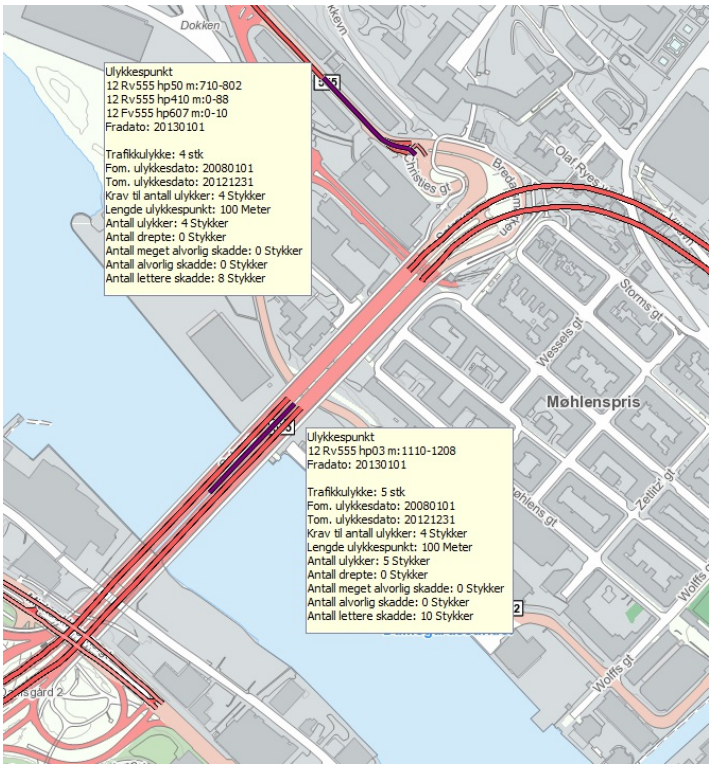 Dokken
555
Ulykkespunkt
12 Rv555 hp50 m:710-802
12 Rv555 hp410 m:0-88
12 Fv555 hp607 m:0-10
Fradato: 20130101
Trafikkulykke: 4 stk
Fom. ulykkesdato: 20080101
Tom. ulykkesdato: 20121231
Krav til antall ulykker: 4 Stykker
Lengde ulykkespunkt: 100 Meter
Antall ulykker: 4 Stykker
Antall drepte: 0 Stykker
Antall meget alvorlig skadde: 0 Stykker
Antall alvorlig skadde: 0 Stykker
Antall lettere skadde: 8 Stykker
Storms gt
Wessels gt
Møhlenspris
Ulykkespunkt
12 Rv555 hp03 m:1110-1208
Fradato: 20130101
Trafikkulykke: 5 stk
Fom. ulykkesdato: 20080101
Tom. ulykkesdato: 20121231
Krav til antall ulykker: 4 Stykker
Lengde ulykkespunkt: 100 Meter
Antall ulykker: 5 Stykker
Antall drepte: 0 Stykker
Antall meget alvorlig skadde: 0 Stykker
Antall alvorlig skadde: 0 Stykker
Antall lettere skadde: 10 Stykker
Zetlitz' gt
Wolffs gt
Wolffs gt
2